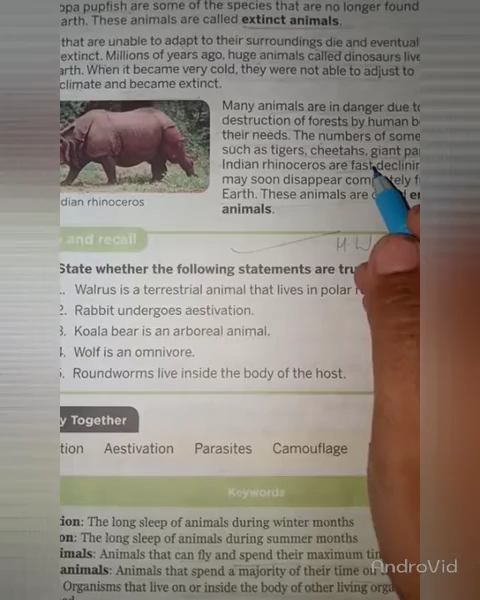 opa pupfish are some of the species that are no longer found
arth. These animals are called extinct animals.
that are unable to adapt to their surroundings die and eventual
extinct. Millions of years ago, huge animals called dinosaurs live
arth. When it became very cold, they were not able to adjust to
climate and became extinct.
Many animals are in danger due to
destruction of forests by human b
their needs. The numbers of some
such as tigers, cheetahs, giant pa
Indian rhinoceros are fast declinin
may soon disappear completely f
Earth. These animals are called en
animals.
dian rhinoceros
and recall
H.W
State whether the following statements are tru
1. Walrus is a terrestrial animal that lives in polar r
2. Rabbit undergoes aestivation.
3. Koala bear is an arboreal animal.
4. Wolf is an omnivore.
5. Roundworms live inside the body of the host.
y Together
tion Aestivation Parasites Camouflage
Keywords
ion: The long sleep of animals during winter months
on: The long sleep of animals during summer months
imals: Animals that can fly and spend their maximum tim
animals: Animals that spend a majority of their time on
Organisms that live on or inside the body of other living orga
AndroVid